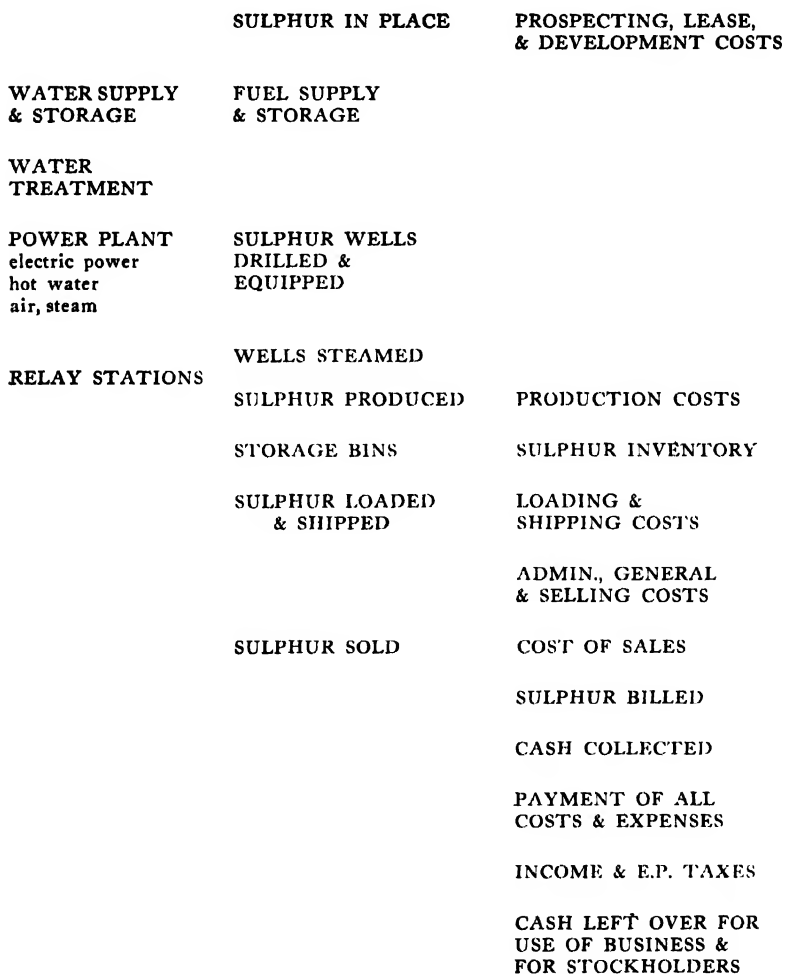 SULPHUR IN PLACE
PROSPECTING, LEASE,
& DEVELOPMENT COSTS
WATER SUPPLY
& STORAGE
FUEL SUPPLY
& STORAGE
WATER
TREATMENT
POWER PLANT
electric power
hot water
air, steam
SULPHUR WELLS
DRILLED &
EQUIPPED
WELLS STEAMED
RELAY STATIONS
SULPHUR PRODUCED
PRODUCTION COSTS
STORAGE BINS
SULPHUR INVENTORY
SULPHUR LOADED
& SHIPPED
LOADING &
SHIPPING COSTS
ADMIN., GENERAL
& SELLING COSTS
SULPHUR SOLD
COST OF SALES
SULPHUR BILLED
CASH COLLECTED
PAYMENT OF ALL
COSTS & EXPENSES
INCOME & E.P. TAXES
CASH LEFT OVER FOR
USE OF BUSINESS &
FOR STOCKHOLDERS